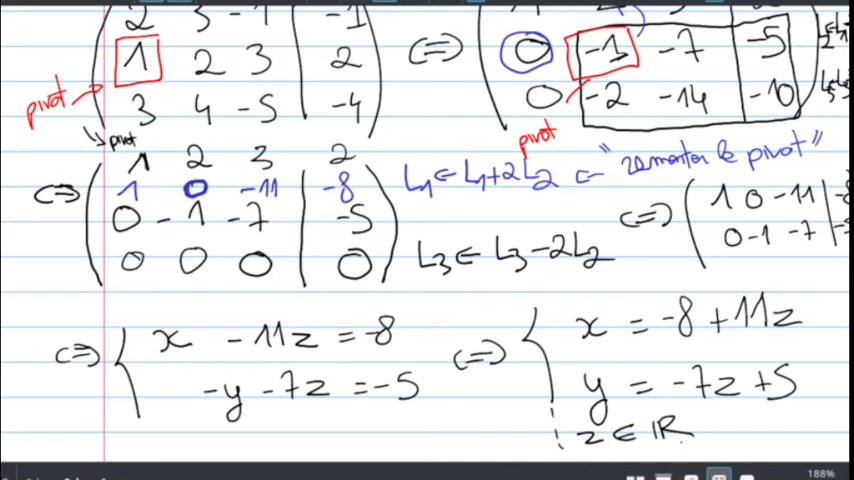 2 3 -1 | -1
1 2 3 | 2 <=> 0 -1 -7 -5
pivot 3 4 -5 | -4 0 -2 -14 -10
pivot pivot
1 2 3 2
<=> 1 0 -11 | -8 L1 ← L1+2L2 ← "remonter le pivot"
0 -1 -7 | -5 <=> 1 0 -11 | -8
0 0 0 | 0 L3 ← L3-2L2 0 -1 -7
<=> { x -11z = -8 <=> { x = -8+11z
-y -7z = -5 y = -7z+5
z ∈ ℝ
188%